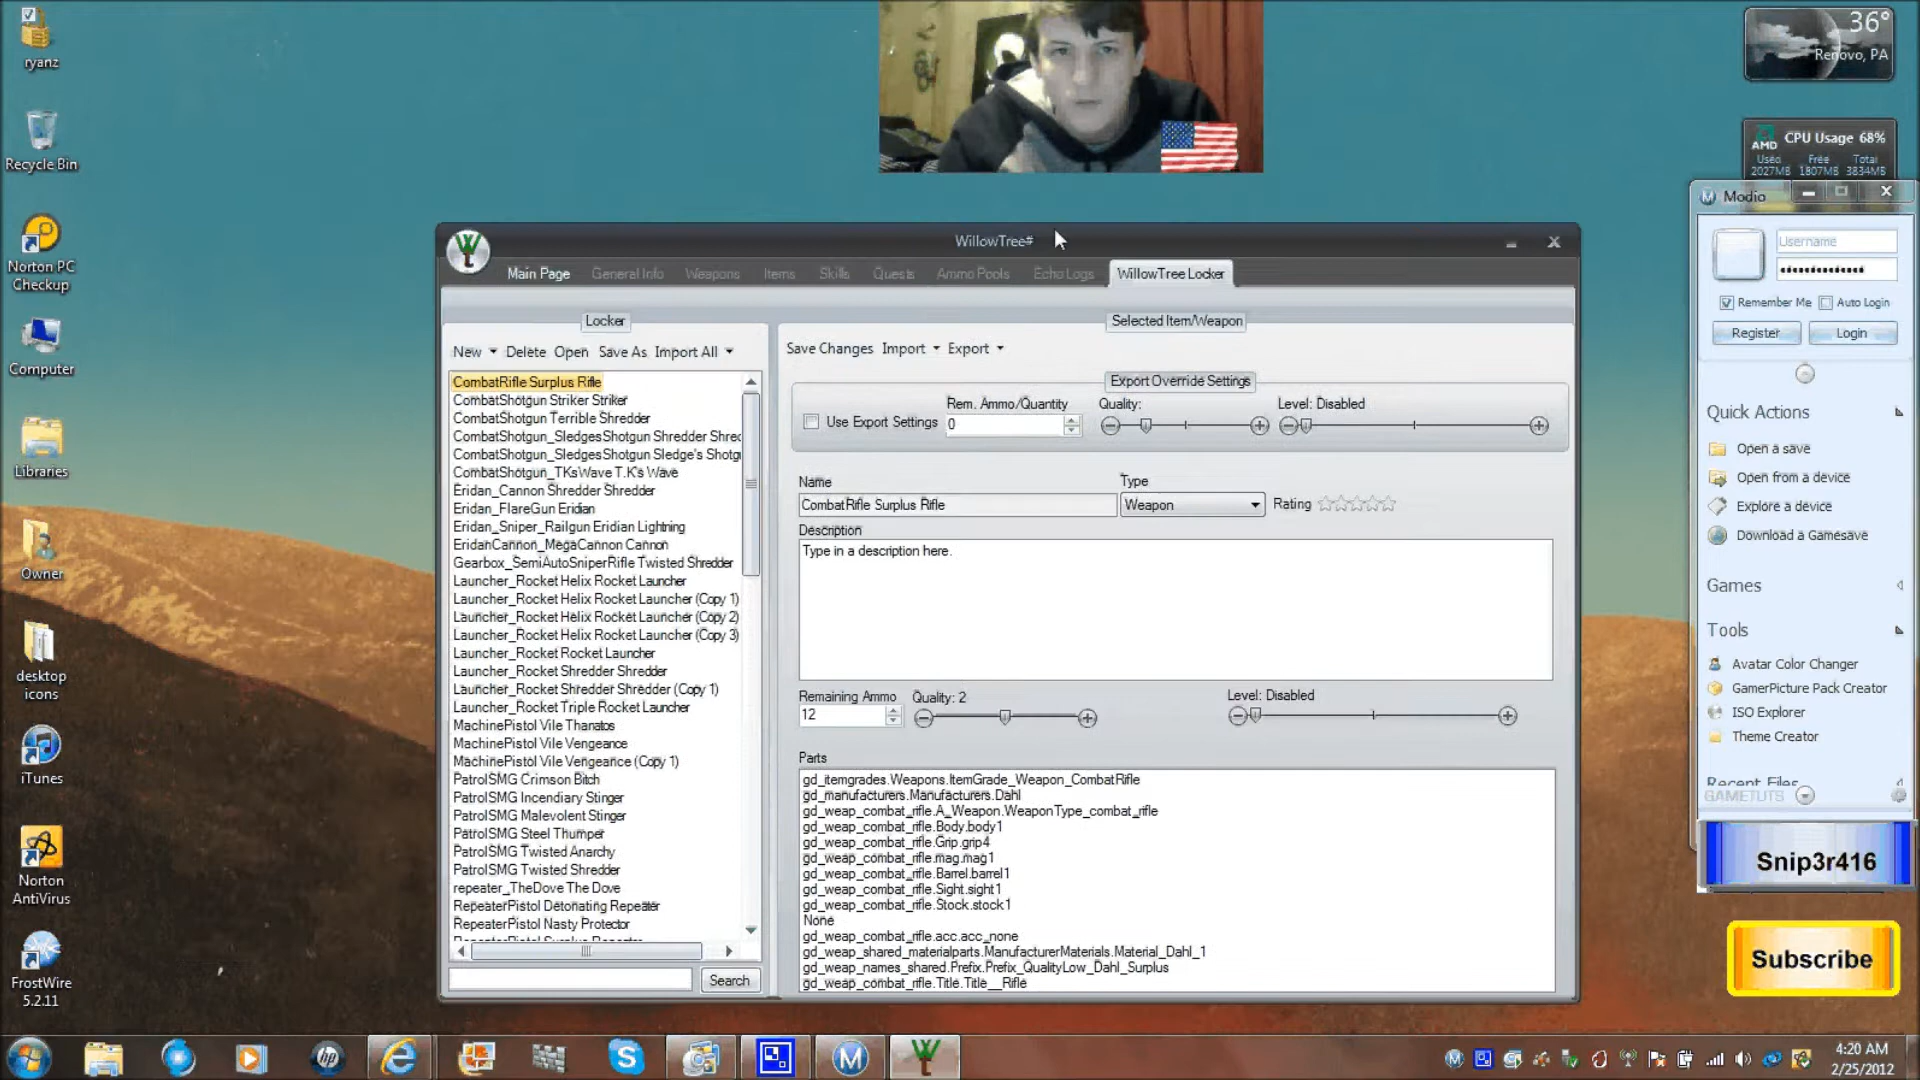 ryanz
Recycle Bin
Norton PC
Checkup
Computer
Libraries
Owner
desktop
icons
iTunes
Norton
AntiVirus
FrostWire
5.2.11
36°
Renovo, PA
AMD
CPU Usage 68%
Used Free Total
2027MB 1807MB 3834MB
WillowTree#
Main Page General Info Weapons Items Skills Quests Ammo Pools Echo Logs WillowTree Locker
Locker
New Delete Open Save As Import All
CombatRifle Surplus Rifle
CombatShotgun Striker Striker
CombatShotgun Terrible Shredder
CombatShotgun_SledgesShotgun Shredder Shred
CombatShotgun_SledgesShotgun Sledge's Shotgu
CombatShotgun_TKsWave T.K's Wave
Eridan_Cannon Shredder Shredder
Eridan_FlareGun Eridian
Eridan_Sniper_Railgun Eridian Lightning
EridanCannon_MegaCannon Cannon
Gearbox_SemiAutoSniperRifle Twisted Shredder
Launcher_Rocket Helix Rocket Launcher
Launcher_Rocket Helix Rocket Launcher (Copy 1)
Launcher_Rocket Helix Rocket Launcher (Copy 2)
Launcher_Rocket Helix Rocket Launcher (Copy 3)
Launcher_Rocket Rocket Launcher
Launcher_Rocket Shredder Shredder
Launcher_Rocket Shredder Shredder (Copy 1)
Launcher_Rocket Triple Rocket Launcher
MachinePistol Vile Thanatos
MachinePistol Vile Vengeance
MachinePistol Vile Vengeance (Copy 1)
PatrolSMG Crimson Bitch
PatrolSMG Incendiary Stinger
PatrolSMG Malevolent Stinger
PatrolSMG Steel Thumper
PatrolSMG Twisted Anarchy
PatrolSMG Twisted Shredder
repeater_TheDove The Dove
RepeaterPistol Detonating Repeater
RepeaterPistol Nasty Protector
RepeaterPistol Surplus Repeater
Search
Selected Item/Weapon
Save Changes Import Export
Export Override Settings
Use Export Settings
Rem. Ammo/Quantity
0
Quality:
Level: Disabled
Name
CombatRifle Surplus Rifle
Type
Weapon
Rating
Description
Type in a description here.
Remaining Ammo
12
Quality: 2
Level: Disabled
Parts
gd_itemgrades.Weapons.ItemGrade_Weapon_CombatRifle
gd_manufacturers.Manufacturers.Dahl
gd_weap_combat_rifle.A_Weapon.WeaponType_combat_rifle
gd_weap_combat_rifle.Body.body1
gd_weap_combat_rifle.Grip.grip4
gd_weap_combat_rifle.mag.mag1
gd_weap_combat_rifle.Barrel.barrel1
gd_weap_combat_rifle.Sight.sight1
gd_weap_combat_rifle.Stock.stock1
None
gd_weap_combat_rifle.acc.acc_none
gd_weap_shared_materialparts.ManufacturerMaterials.Material_Dahl_1
gd_weap_names_shared.Prefix.Prefix_QualityLow_Dahl_Surplus
gd_weap_combat_rifle.Title.Title__Rifle
Modio
Username
Remember Me Auto Login
Register Login
Quick Actions
Open a save
Open from a device
Explore a device
Download a Gamesave
Games
Tools
Avatar Color Changer
GamerPicture Pack Creator
ISO Explorer
Theme Creator
Recent Files
GAMETUTS
Snip3r416
Subscribe
4:20 AM
2/25/2012